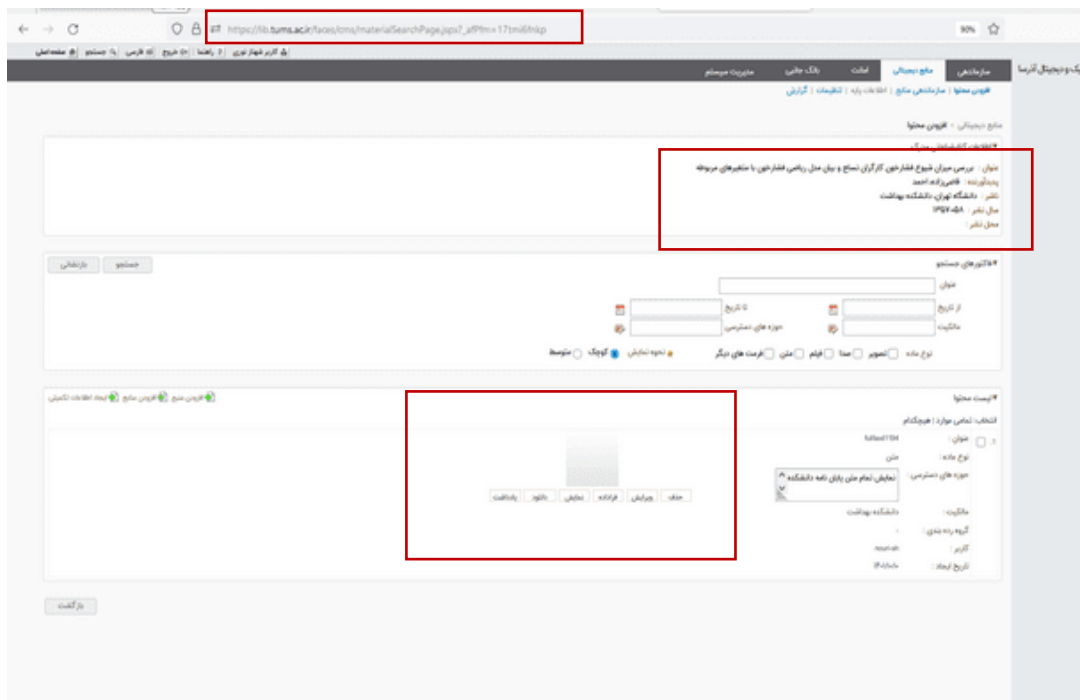 https://lib.tums.ac.ir/faces/cms/materialSearchPage.jspx?_afPfm=17tmi6fnkp
90%
صفحه اصلی | جستجو | فارسی | خروج | راهنما | کاربر شهناز نوری
سازماندهی منابع دیجیتالی امانت بانک جانبی مدیریت سیستم
افزودن محتوا | سازماندهی منابع | اطلاعات پایه | تنظیمات | گزارش
منابع دیجیتالی > افزودن محتوا
اطلاعات کتابشناختی مدرک
عنوان : بررسی میزان شیوع فشارخون کارگران نساج و بیان مدل ریاضی فشارخون با متغیرهای مربوطه
پدیدآورنده : قاضی‌زاده، احمد
ناشر : دانشگاه تهران، دانشکده بهداشت
سال نشر : ۱۳۵۷-۵۸
محل نشر :
فاکتورهای جستجو
جستجو بازنشانی
عنوان
از تاریخ تا تاریخ
مالکیت حوزه های دسترسی
نوع ماده تصویر صدا فیلم متن فرمت های دیگر نحوه نمایش کوچک متوسط
لیست محتوا
افزودن منبع افزودن منابع ایجاد اطلاعات تکمیلی
انتخاب: تمامی موارد | هیچکدام
عنوان :
نوع ماده : متن
حوزه های دسترسی : نمایش تمام متن پایان نامه دانشکده
حذف ویرایش فراداده نمایش دانلود یادداشت
مالکیت : دانشکده بهداشت
گروه رده بندی : -
کاربر :
تاریخ ایجاد :
بازگشت